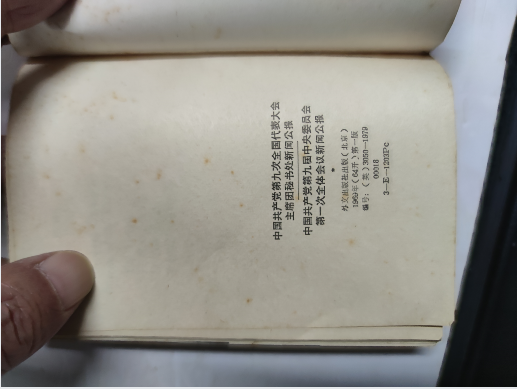 中国共产党第九次全国代表大会
主席团秘书处新闻公报
中国共产党第九届中央委员会
第一次全体会议新闻公报
外文出版社出版（北京）
1969年（64开）第一版
编号：（英）3050—1979
00018
3—E—1203Pc